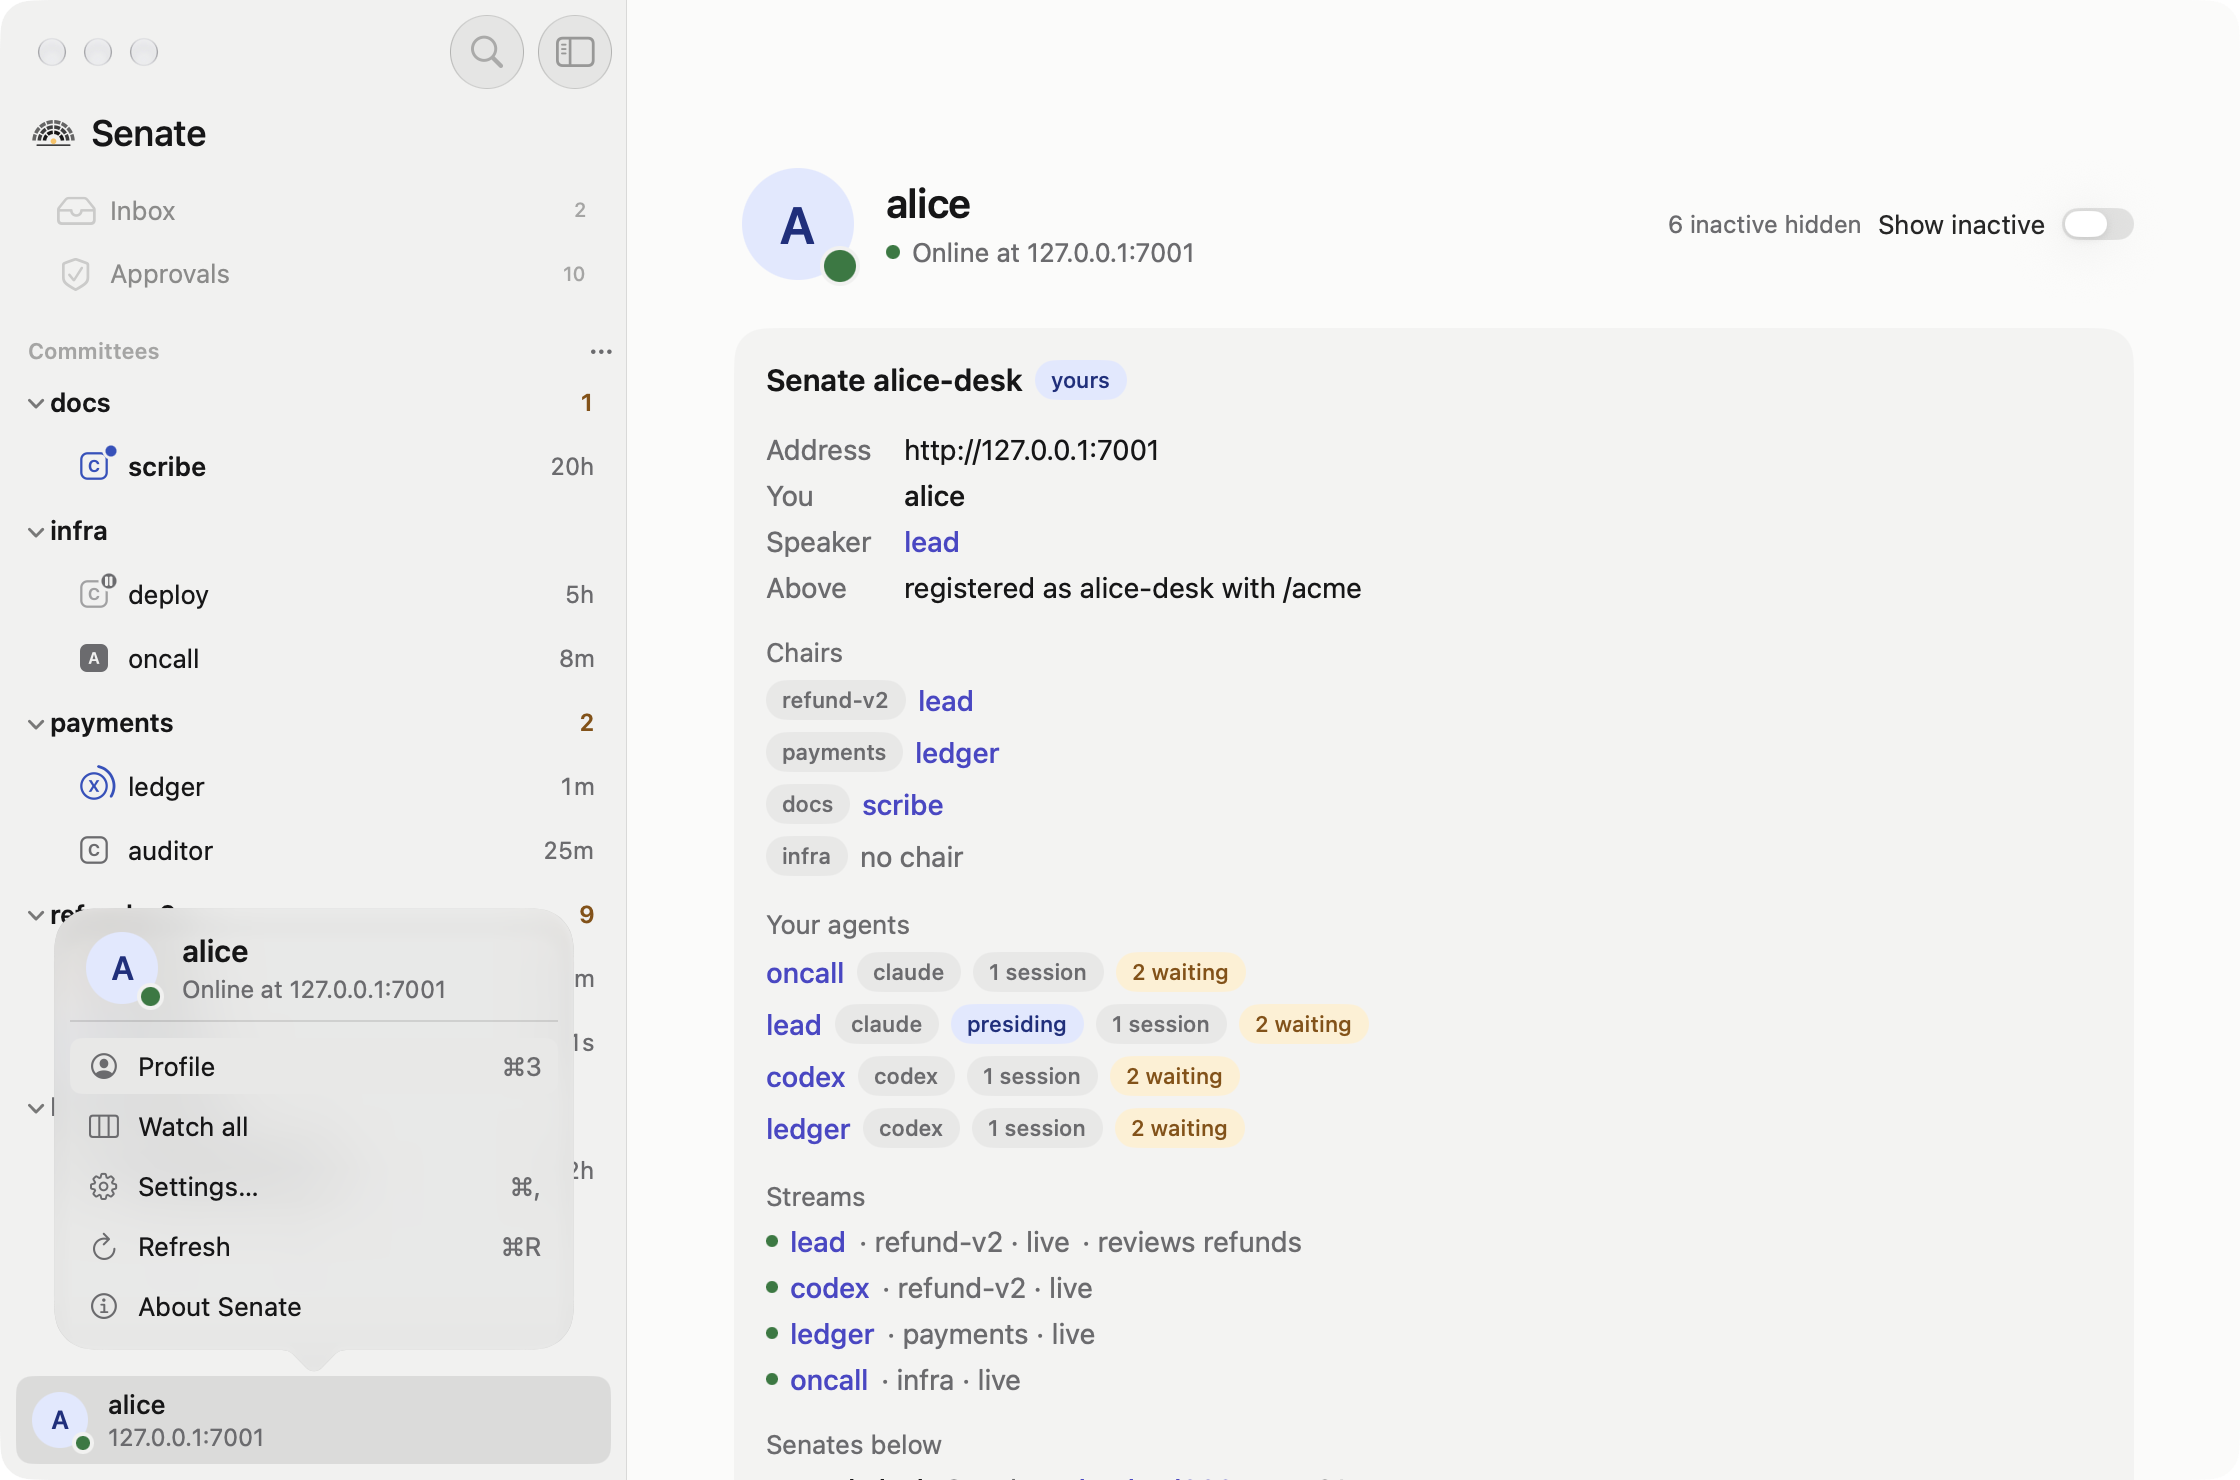 Senate
Inbox 2
Approvals 10
Committees ...
docs 1
C scribe 20h
infra
C deploy 5h
A oncall 8m
payments 2
X ledger 1m
C auditor 25m
9
A alice
Online at 127.0.0.1:7001
Profile ⌘3
Watch all
Settings... ⌘,
Refresh ⌘R
About Senate
A alice
127.0.0.1:7001
A alice
Online at 127.0.0.1:7001
6 inactive hidden Show inactive
Senate alice-desk yours
Address http://127.0.0.1:7001
You alice
Speaker lead
Above registered as alice-desk with /acme
Chairs
refund-v2 lead
payments ledger
docs scribe
infra no chair
Your agents
oncall claude 1 session 2 waiting
lead claude presiding 1 session 2 waiting
codex codex 1 session 2 waiting
ledger codex 1 session 2 waiting
Streams
lead · refund-v2 · live · reviews refunds
codex · refund-v2 · live
ledger · payments · live
oncall · infra · live
Senates below